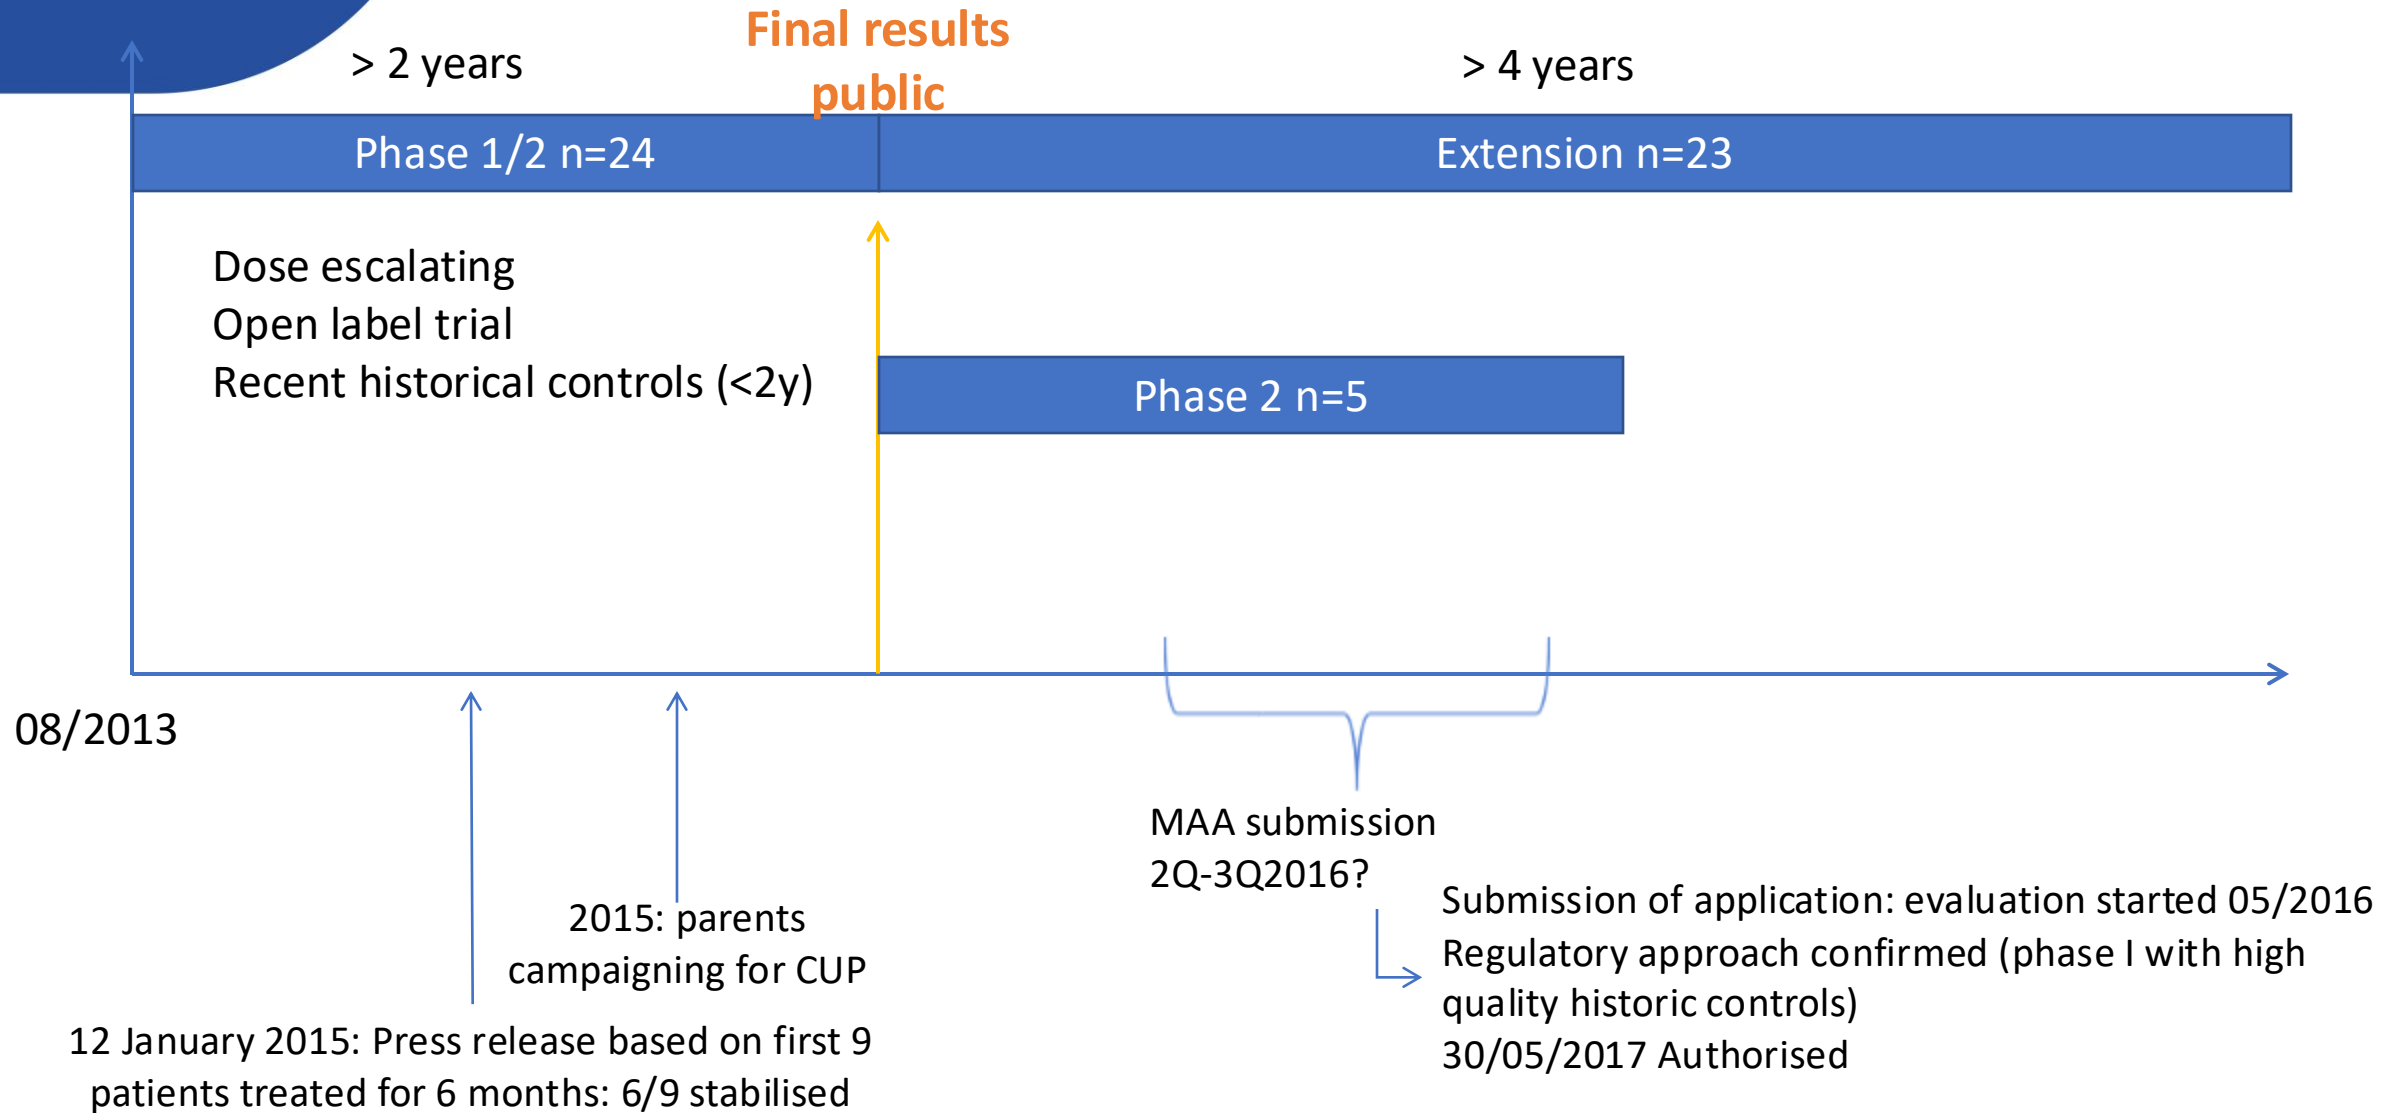 Final results
public
> 2 years
> 4 years
Phase 1/2 n=24
Extension n=23
Dose escalating
Open label trial
Recent historical controls (<2y)
Phase 2 n=5
08/2013
MAA submission
2Q-3Q2016?
2015: parents
campaigning for CUP
Submission of application: evaluation started 05/2016
Regulatory approach confirmed (phase I with high
quality historic controls)
30/05/2017 Authorised
12 January 2015: Press release based on first 9
patients treated for 6 months: 6/9 stabilised